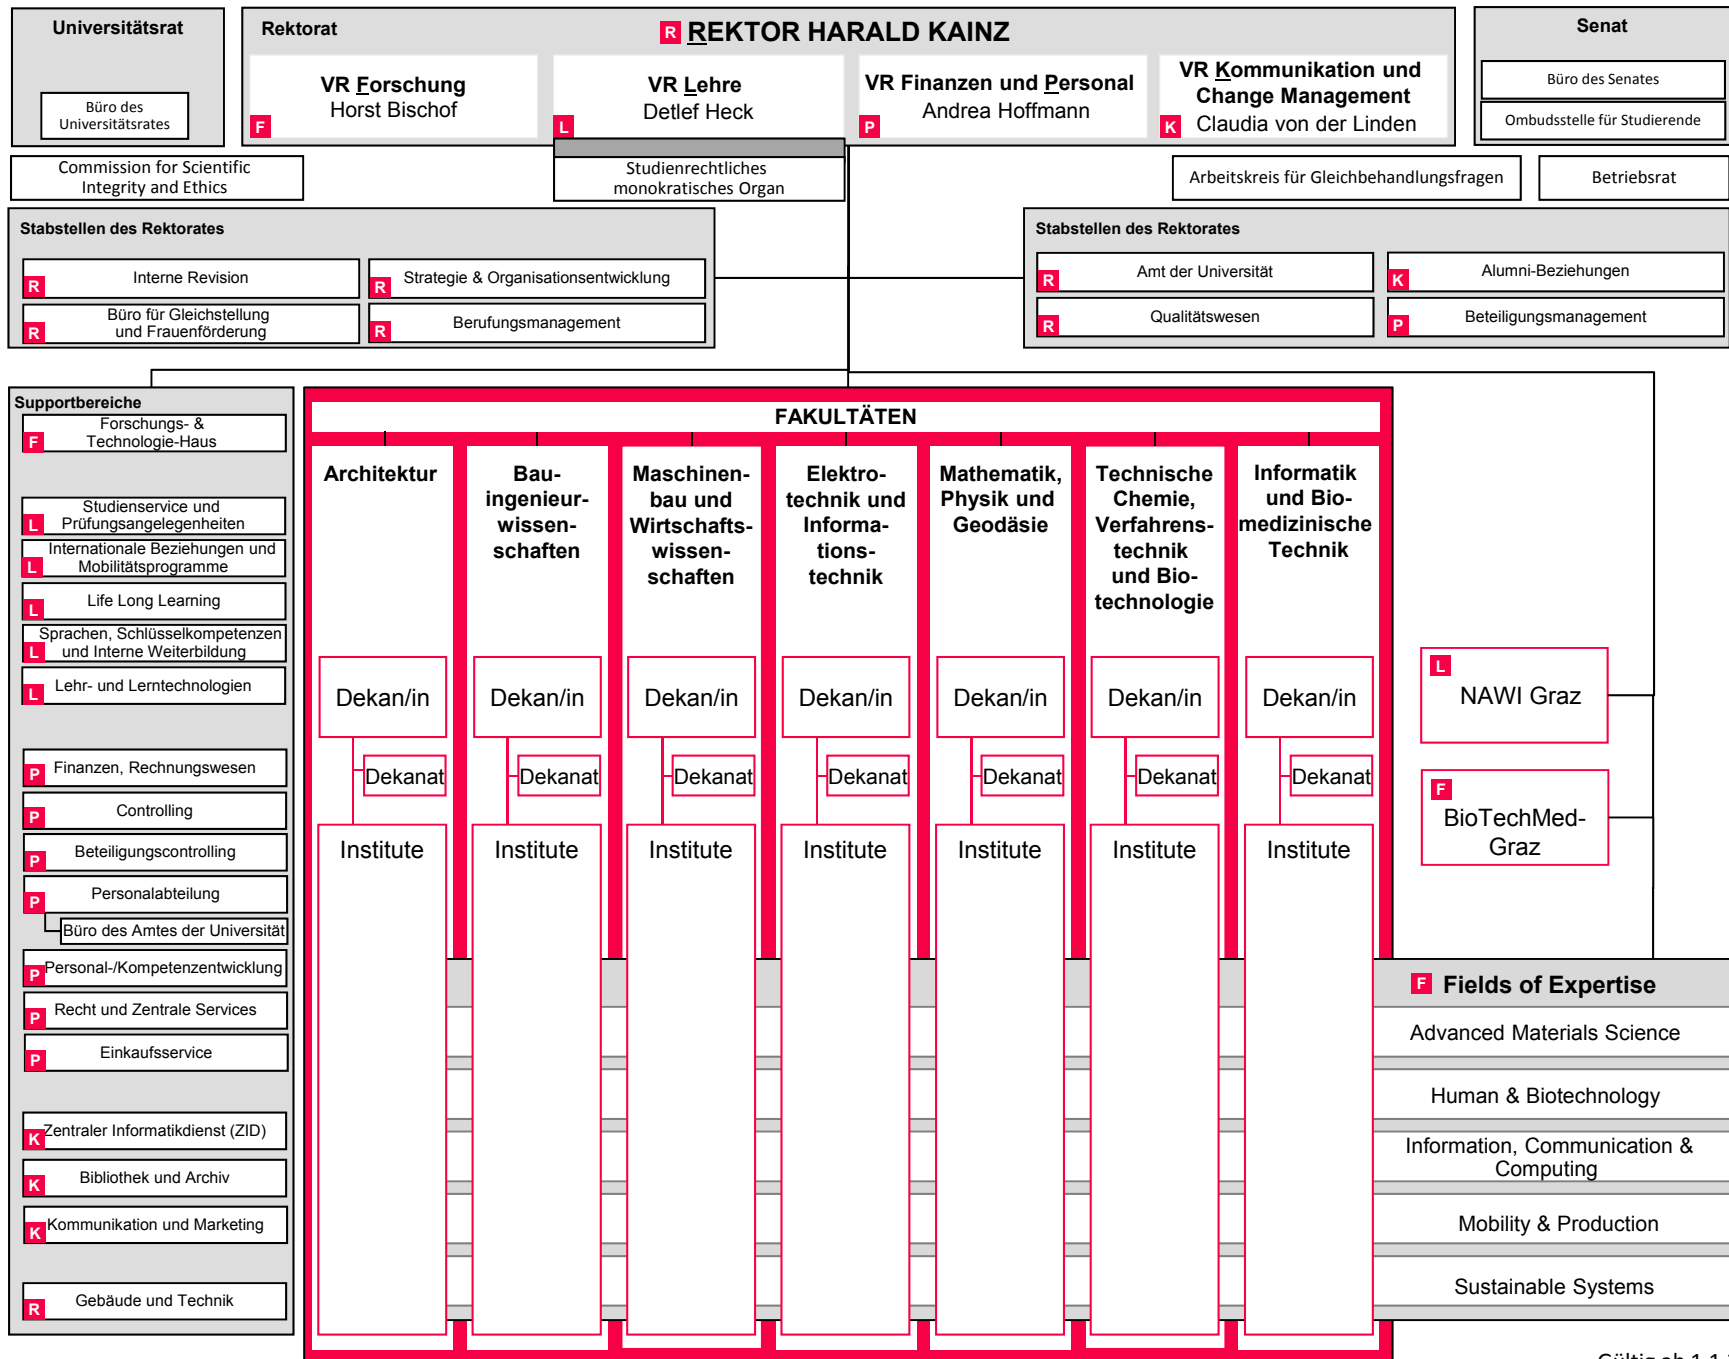 Universitätsrat
Büro des
Universitätsrates
Rektorat
R REKTOR HARALD KAINZ
VR Forschung
Horst Bischof
F
VR Lehre
Detlef Heck
L
VR Finanzen und Personal
Andrea Hoffmann
P
VR Kommunikation und
Change Management
K Claudia von der Linden
Senat
Büro des Senates
Ombudsstelle für Studierende
Commission for Scientific
Integrity and Ethics
Studienrechtliches
monokratisches Organ
Arbeitskreis für Gleichbehandlungsfragen
Betriebsrat
Stabstellen des Rektorates
R Interne Revision
R Strategie & Organisationsentwicklung
Büro für Gleichstellung
R und Frauenförderung
R Berufungsmanagement
Stabstellen des Rektorates
R Amt der Universität
K Alumni-Beziehungen
R Qualitätswesen
P Beteiligungsmanagement
Supportbereiche
Forschungs- &
F Technologie-Haus
Studienservice und
L Prüfungsangelegenheiten
Internationale Beziehungen und
L Mobilitätsprogramme
L Life Long Learning
Sprachen, Schlüsselkompetenzen
L und Interne Weiterbildung
L Lehr- und Lerntechnologien
P Finanzen, Rechnungswesen
P Controlling
P Beteiligungscontrolling
P Personalabteilung
Büro des Amtes der Universität
P Personal-/Kompetenzentwicklung
P Recht und Zentrale Services
P Einkaufsservice
K Zentraler Informatikdienst (ZID)
K Bibliothek und Archiv
K Kommunikation und Marketing
R Gebäude und Technik
FAKULTÄTEN
Architektur
Dekan/in
Dekanat
Institute
Bau-
ingenieur-
wissen-
schaften
Dekan/in
Dekanat
Institute
Maschinen-
bau und
Wirtschafts-
wissen-
schaften
Dekan/in
Dekanat
Institute
Elektro-
technik und
Informa-
tions-
technik
Dekan/in
Dekanat
Institute
Mathematik,
Physik und
Geodäsie
Dekan/in
Dekanat
Institute
Technische
Chemie,
Verfahrens-
technik
und Bio-
technologie
Dekan/in
Dekanat
Institute
Informatik
und Bio-
medizinische
Technik
Dekan/in
Dekanat
Institute
L
NAWI Graz
F
BioTechMed-
Graz
F Fields of Expertise
Advanced Materials Science
Human & Biotechnology
Information, Communication &
Computing
Mobility & Production
Sustainable Systems
Gültig ab 1.1.